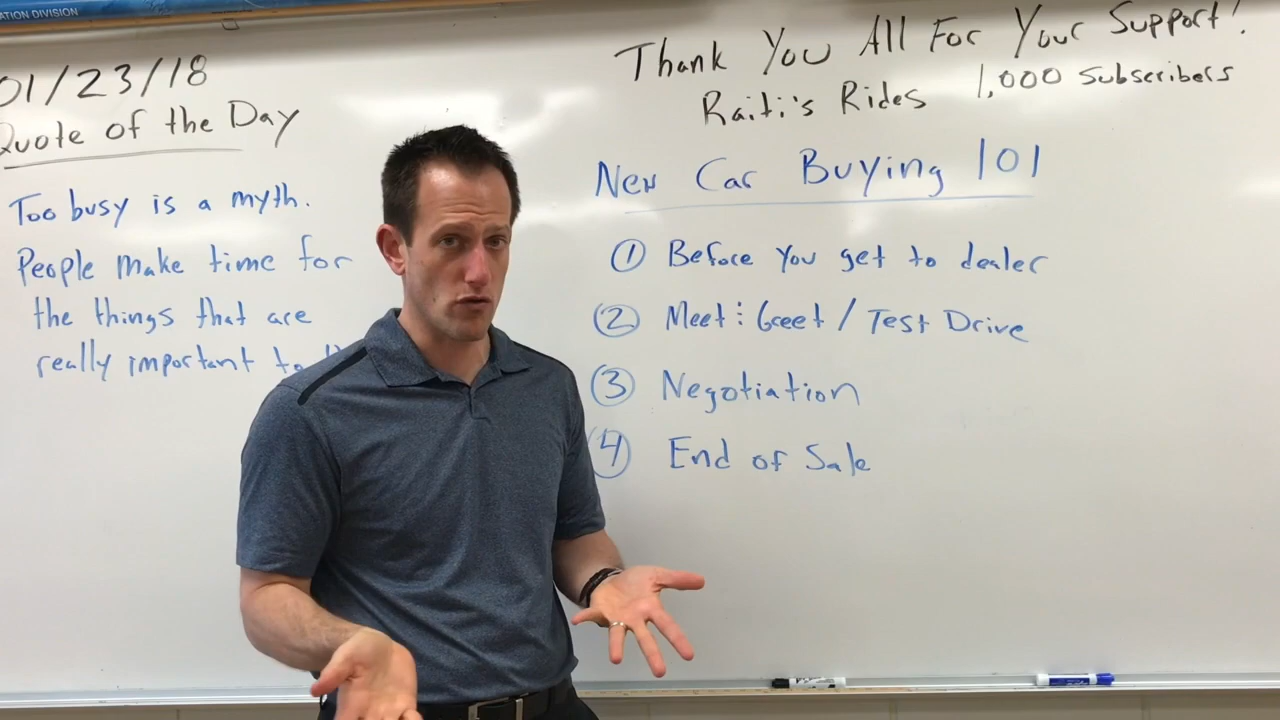 ATION DIVISION
01/23/18
Quote of the Day
Too busy is a myth.
People make time for
the things that are
really important to
Thank You All For Your Support!
Raiti's Rides 1,000 Subscribers
New Car Buying 101
1 Before you get to dealer
2 Meet & Greet / Test Drive
3 Negotiation
4 End of Sale